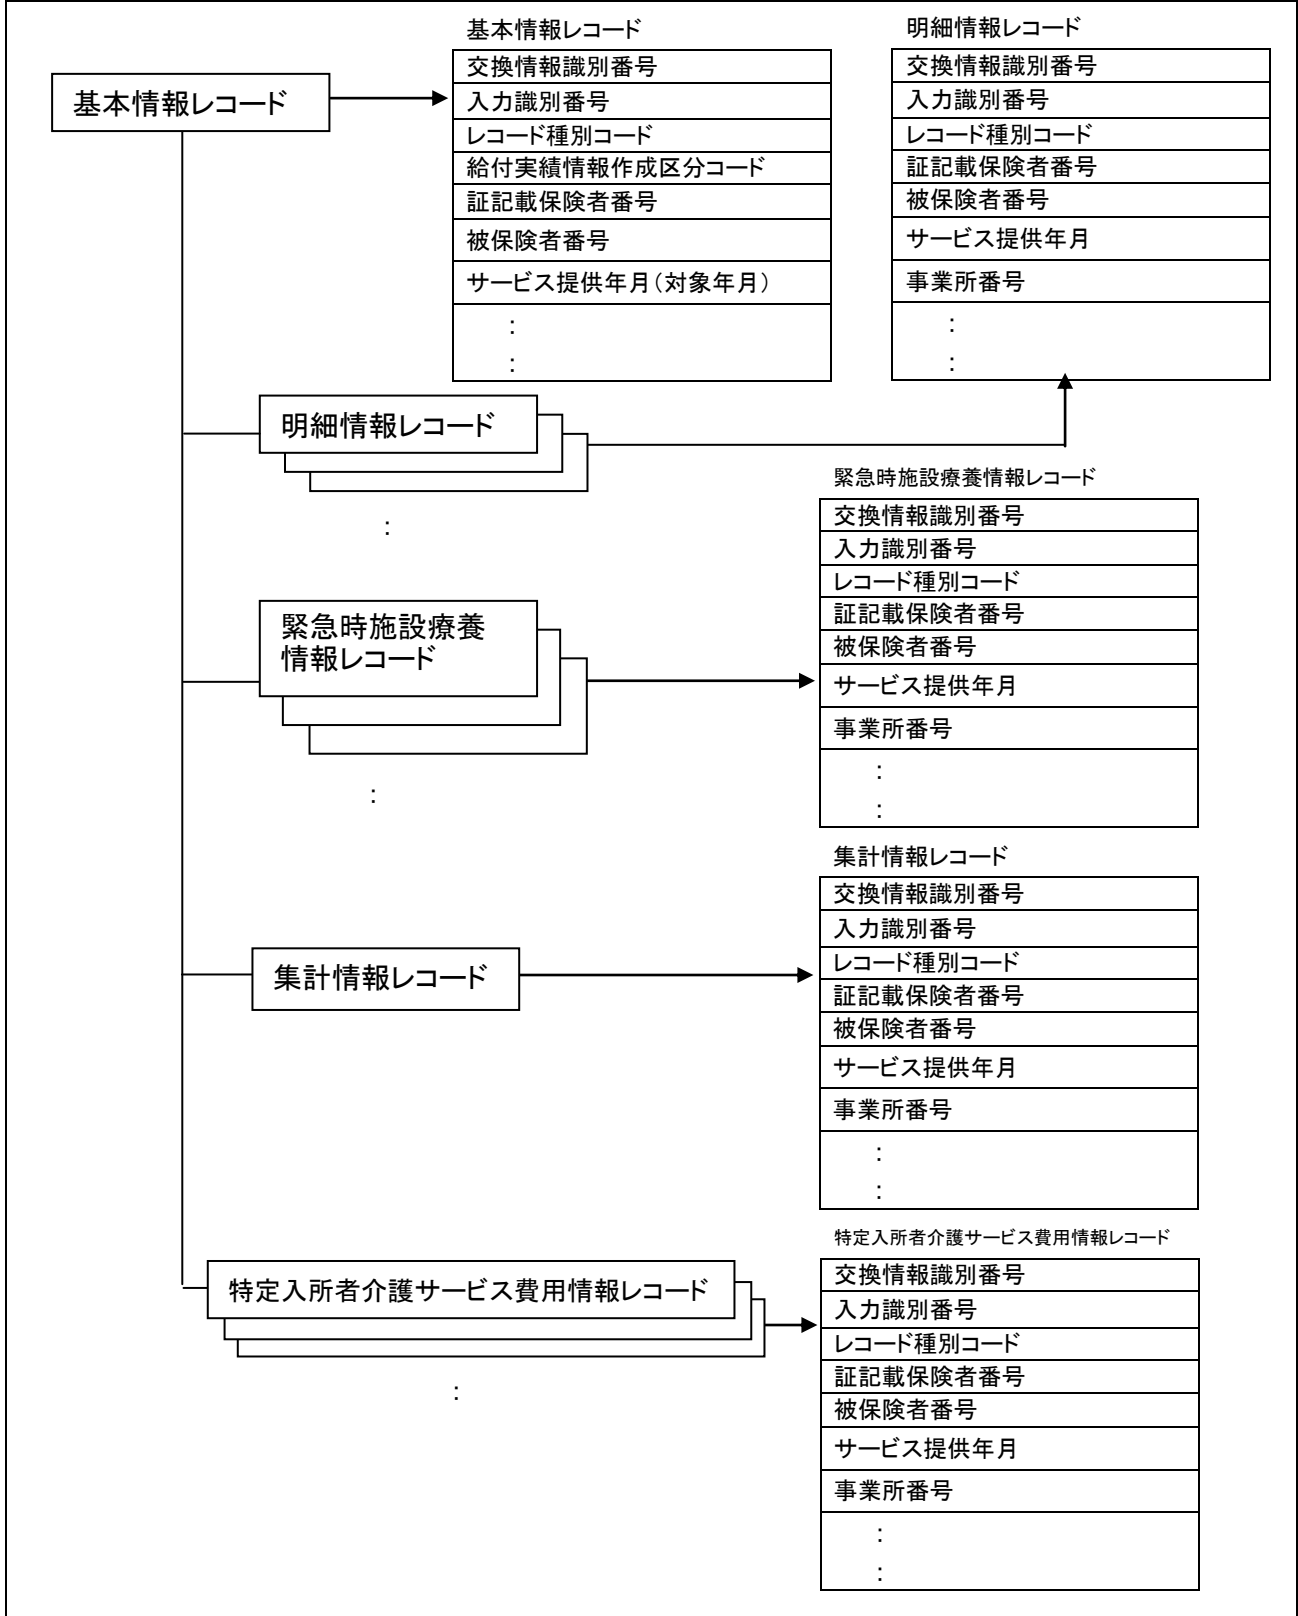 基本情報レコード
基本情報レコード
交換情報識別番号
入力識別番号
レコード種別コード
給付実績情報作成区分コード
証記載保険者番号
被保険者番号
サービス提供年月(対象年月)
:
:
明細情報レコード
交換情報識別番号
入力識別番号
レコード種別コード
証記載保険者番号
被保険者番号
サービス提供年月
事業所番号
:
:
明細情報レコード
:
緊急時施設療養
情報レコード
:
緊急時施設療養情報レコード
交換情報識別番号
入力識別番号
レコード種別コード
証記載保険者番号
被保険者番号
サービス提供年月
事業所番号
:
:
集計情報レコード
集計情報レコード
交換情報識別番号
入力識別番号
レコード種別コード
証記載保険者番号
被保険者番号
サービス提供年月
事業所番号
:
:
特定入所者介護サービス費用情報レコード
:
特定入所者介護サービス費用情報レコード
交換情報識別番号
入力識別番号
レコード種別コード
証記載保険者番号
被保険者番号
サービス提供年月
事業所番号
:
: